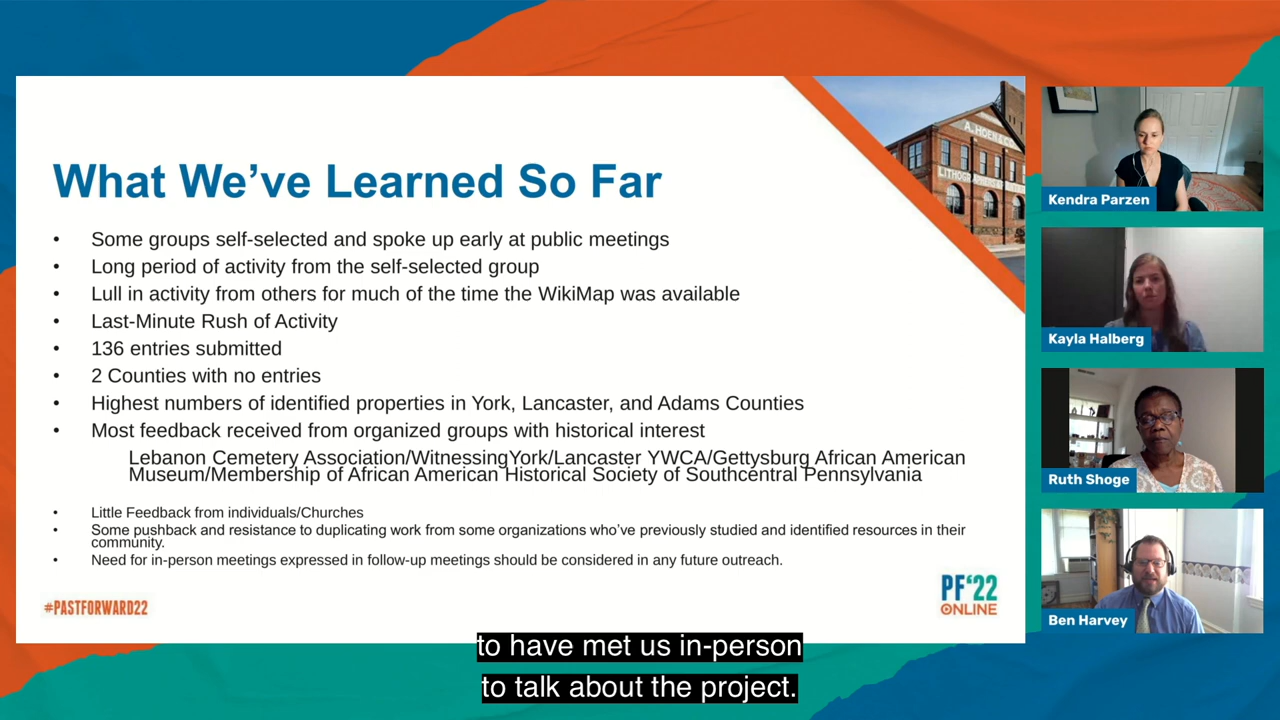 What We've Learned So Far
• Some groups self-selected and spoke up early at public meetings
• Long period of activity from the self-selected group
• Lull in activity from others for much of the time the WikiMap was available
• Last-Minute Rush of Activity
• 136 entries submitted
• 2 Counties with no entries
• Highest numbers of identified properties in York, Lancaster, and Adams Counties
• Most feedback received from organized groups with historical interest
Lebanon Cemetery Association/WitnessingYork/Lancaster YWCA/Gettysburg African American
Museum/Membership of African American Historical Society of Southcentral Pennsylvania
• Little Feedback from individuals/Churches
• Some pushback and resistance to duplicating work from some organizations who've previously studied and identified resources in their
community.
• Need for in-person meetings expressed in follow-up meetings should be considered in any future outreach.
#PASTFORWARD22
PF'22
ONLINE
A. HOEN & CO.
Kendra Parzen
Kayla Halberg
Ruth Shoge
Ben Harvey
to have met us in-person
to talk about the project.